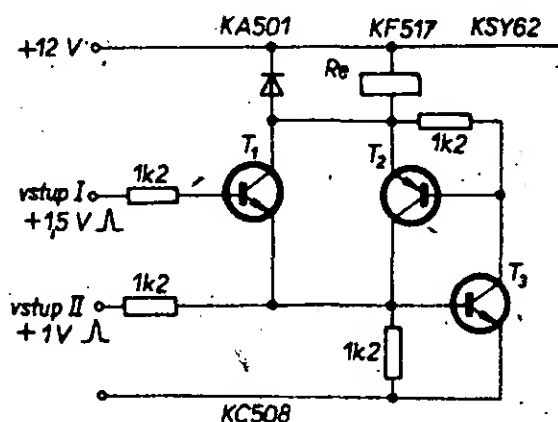 KA501 KF517 KSY62
+12 V
Re
1k2
T1
T2
1k2
vstup I
+1,5 V
T3
1k2
vstup II
+ 1V
1k2
KC508